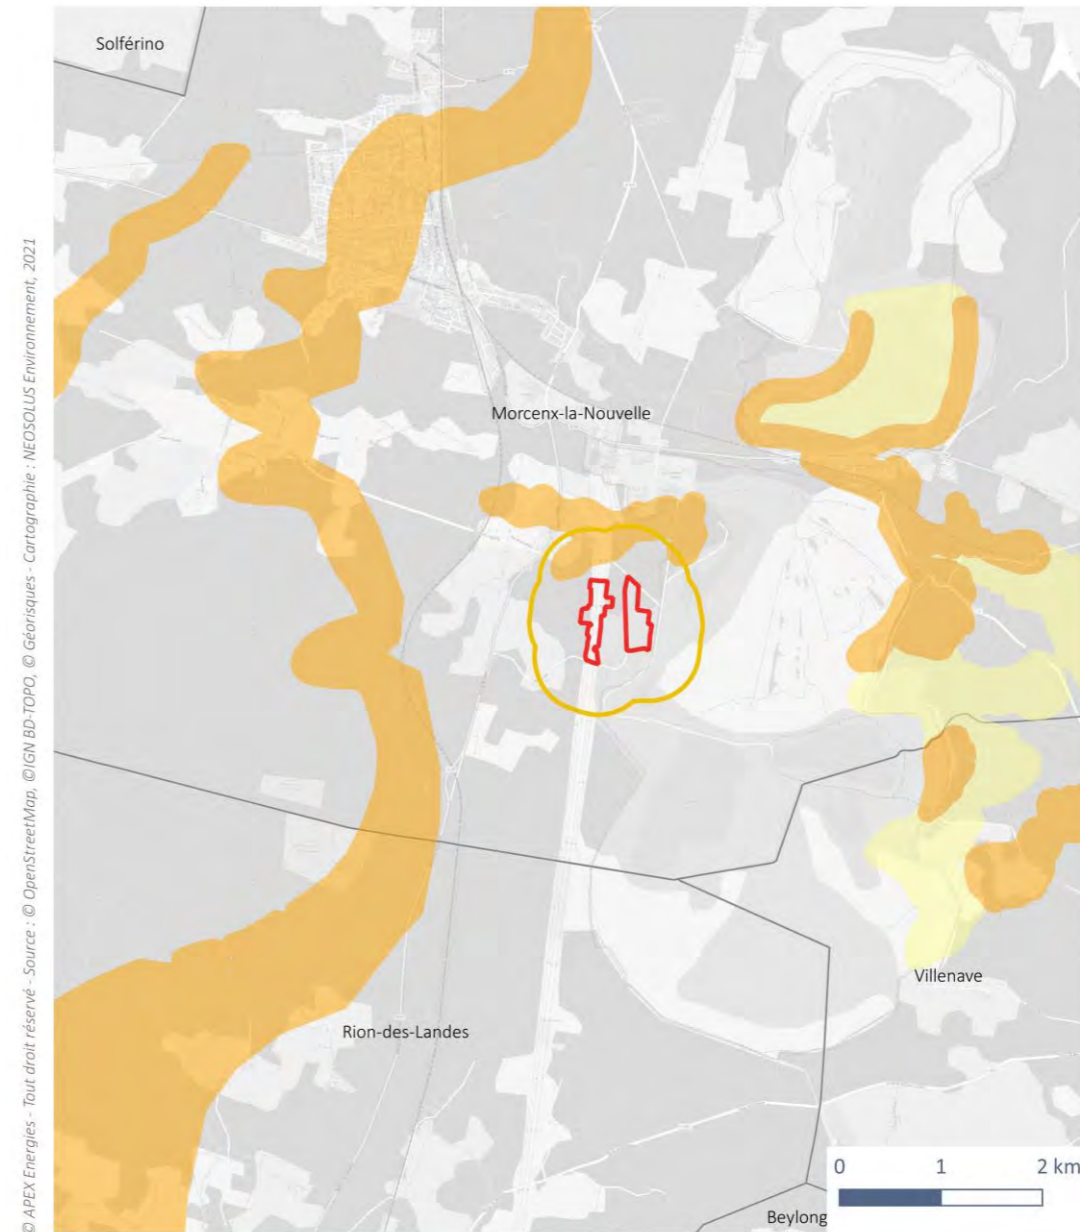 Solférino
Morcenx-la-Nouvelle
Villenave
Rion-des-Landes
0 1 2 km
Beylong
© APEX Energies - Tout droit réservé - Source : © OpenStreetMap, ©IGN BD-TOPO, © Géorisques - Cartographie : NEOSOLUS Environnement, 2021